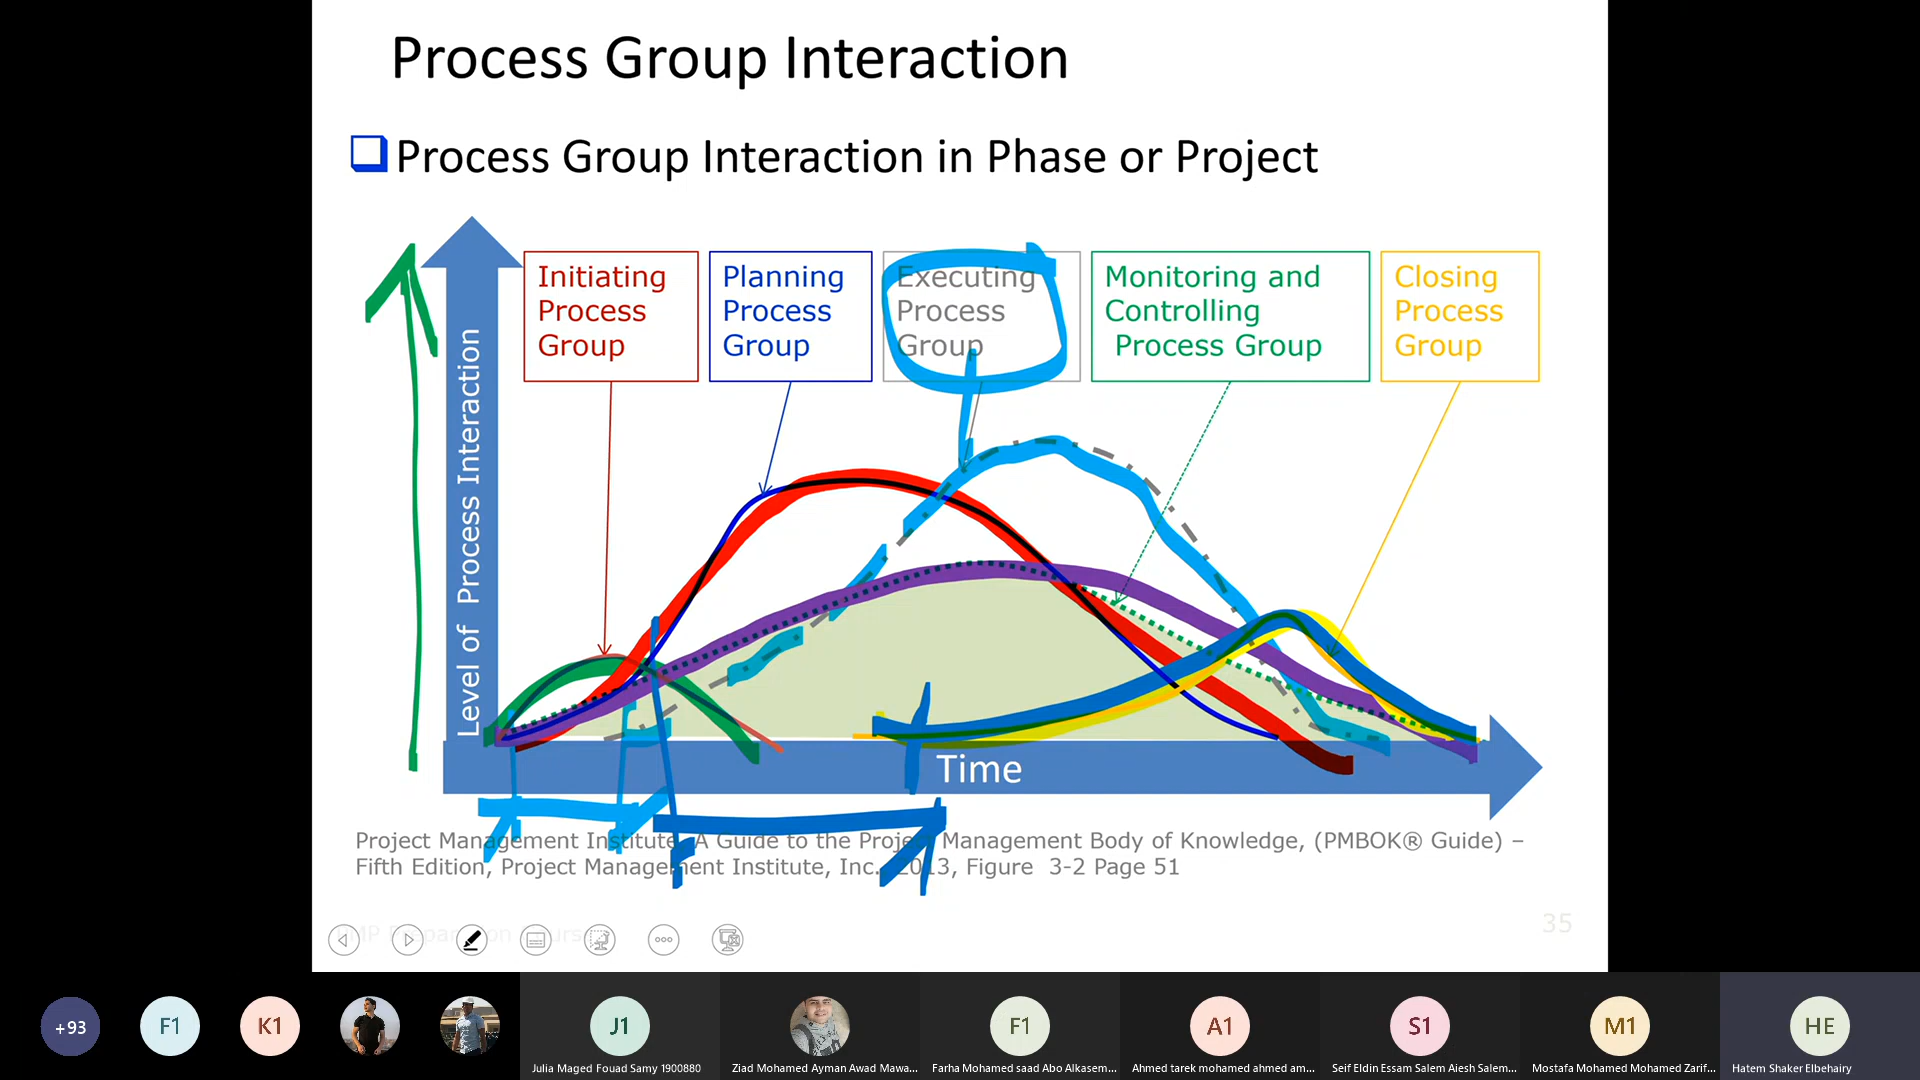 Process Group Interaction
Process Group Interaction in Phase or Project
Level of Process Interaction
Initiating
Process
Group
Planning
Process
Group
Executing
Process
Group
Monitoring and
Controlling
Process Group
Closing
Process
Group
Time
Project Management Institute, A Guide to the Project Management Body of Knowledge, (PMBOK® Guide) –
Fifth Edition, Project Management Institute, Inc., 2013, Figure 3-2 Page 51
35
+93
F1
K1
J1
F1
A1
S1
M1
HE
Julia Maged Fouad Samy 1900880
Ziad Mohamed Ayman Awad Mawa...
Farha Mohamed saad Abo Alkasem...
Ahmed tarek mohamed ahmed am...
Seif Eldin Essam Salem Aiesh Salem...
Mostafa Mohamed Mohamed Zarif...
Hatem Shaker Elbehairy